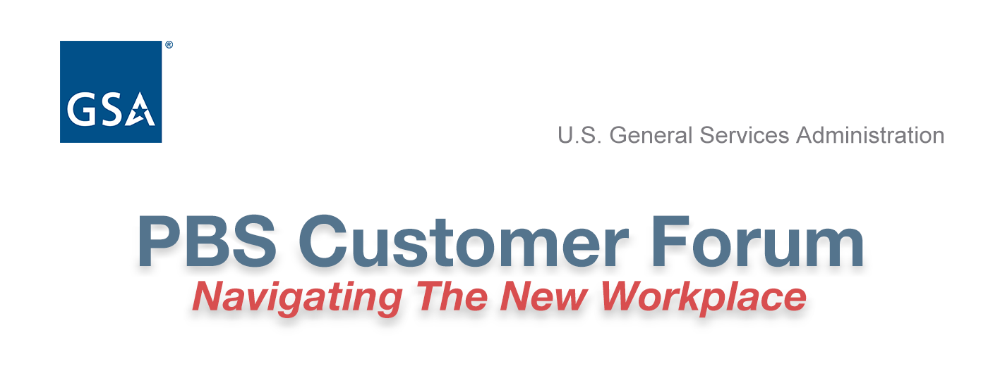 GSA®
U.S. General Services Administration
PBS Customer Forum
Navigating The New Workplace